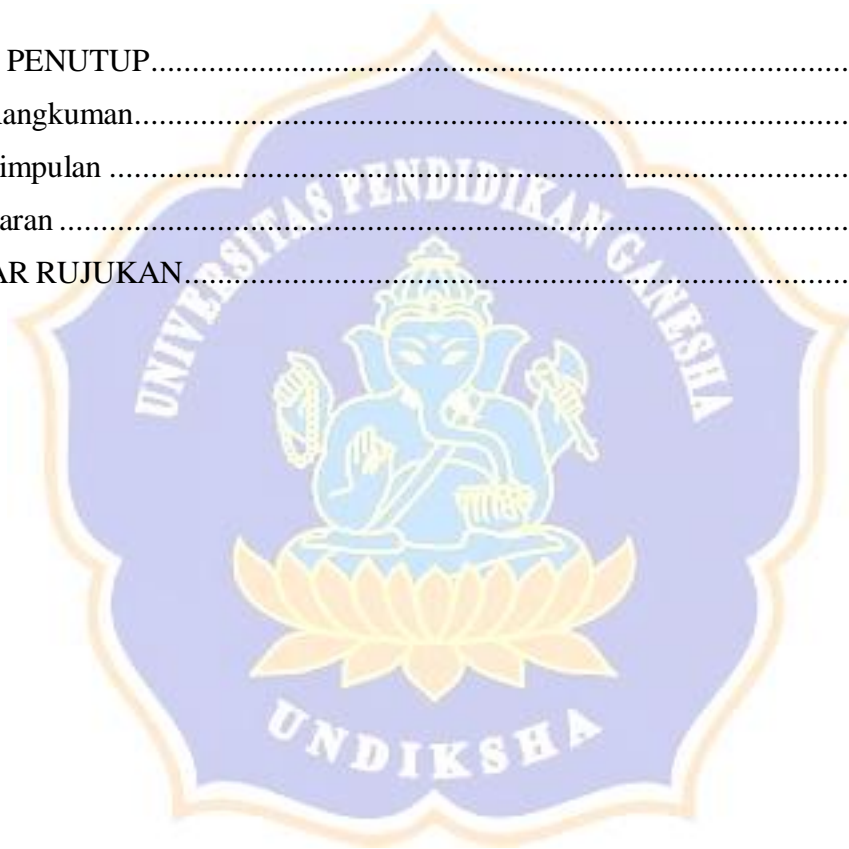 PENUTUP....................................................................................
angkuman....................................................................................
impulan ....................................................................................
aran ....................................................................................
AR RUJUKAN....................................................................................
UNIVERSITAS PENDIDIKAN GANESHA
UNDIKSHA